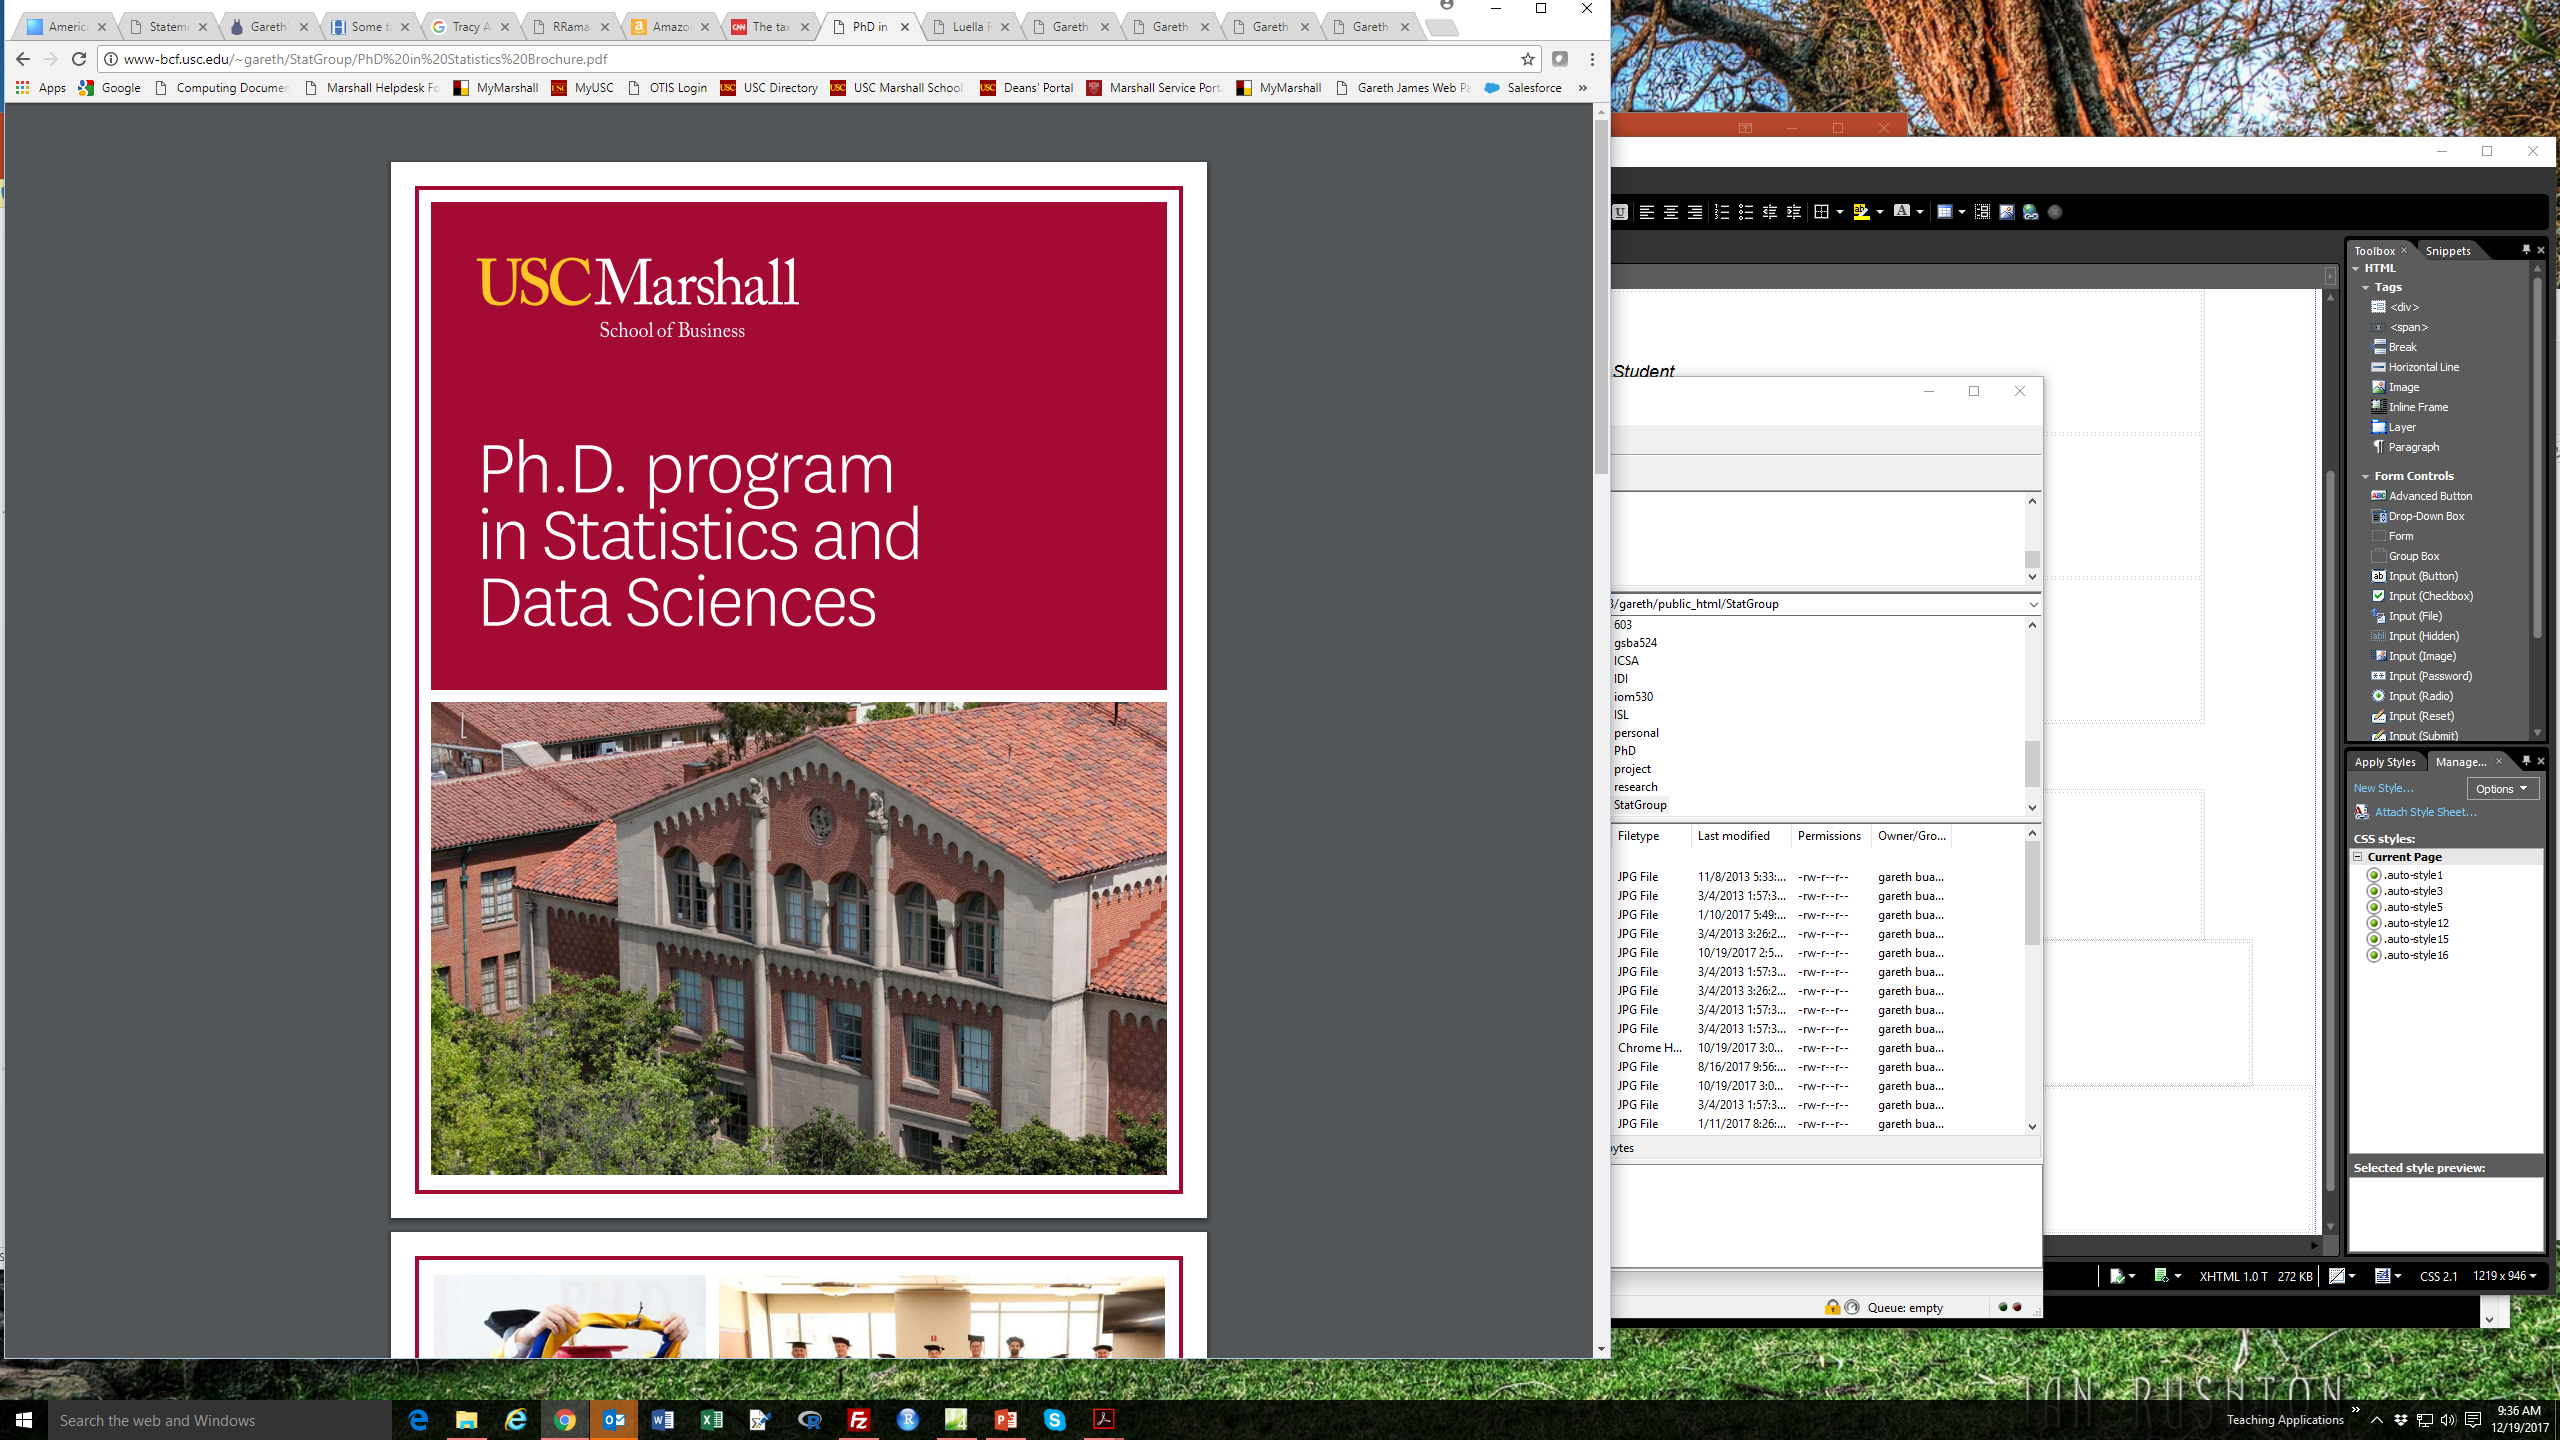 America
Stateme
Gareth'
Some ta
Tracy A
RRama
Amazo
The tax
PhD in
Luella F
Gareth
Gareth
Gareth
Gareth
www-bcf.usc.edu/~gareth/StatGroup/PhD%20in%20Statistics%20Brochure.pdf
Apps
Google
Computing Documen
Marshall Helpdesk Fo
MyMarshall
MyUSC
OTIS Login
USC Directory
USC Marshall School
Deans' Portal
Marshall Service Porta
MyMarshall
Gareth James Web Pa
Salesforce
USC Marshall
School of Business
Ph.D. program
in Statistics and
Data Sciences
Student
/gareth/public_html/StatGroup
603
gsba524
ICSA
IDI
iom530
ISL
personal
PhD
project
research
StatGroup
Filetype Last modified Permissions Owner/Gro...
JPG File 11/8/2013 5:33:... -rw-r--r-- gareth bua...
JPG File 3/4/2013 1:57:3... -rw-r--r-- gareth bua...
JPG File 1/10/2017 5:49:... -rw-r--r-- gareth bua...
JPG File 3/4/2013 3:26:2... -rw-r--r-- gareth bua...
JPG File 10/19/2017 2:5... -rw-r--r-- gareth bua...
JPG File 3/4/2013 1:57:3... -rw-r--r-- gareth bua...
JPG File 3/4/2013 3:26:2... -rw-r--r-- gareth bua...
JPG File 3/4/2013 1:57:3... -rw-r--r-- gareth bua...
JPG File 3/4/2013 1:57:3... -rw-r--r-- gareth bua...
Chrome H... 10/19/2017 3:0... -rw-r--r-- gareth bua...
JPG File 8/16/2017 9:56:... -rw-r--r-- gareth bua...
JPG File 10/19/2017 3:0... -rw-r--r-- gareth bua...
JPG File 3/4/2013 1:57:3... -rw-r--r-- gareth bua...
JPG File 1/11/2017 8:26:... -rw-r--r-- gareth bua...
bytes
Queue: empty
Toolbox
Snippets
HTML
Tags
<div>
<span>
Break
Horizontal Line
Image
Inline Frame
Layer
Paragraph
Form Controls
Advanced Button
Drop-Down Box
Form
Group Box
Input (Button)
Input (Checkbox)
Input (File)
Input (Hidden)
Input (Image)
Input (Password)
Input (Radio)
Input (Reset)
Input (Submit)
Apply Styles
Manage...
New Style...
Options
Attach Style Sheet...
CSS styles:
Current Page
.auto-style1
.auto-style3
.auto-style5
.auto-style12
.auto-style15
.auto-style16
Selected style preview:
XHTML 1.0 T 272 KB CSS 2.1 1219 x 946
IAN RUSHTON
Search the web and Windows
Teaching Applications
9:36 AM
12/19/2017